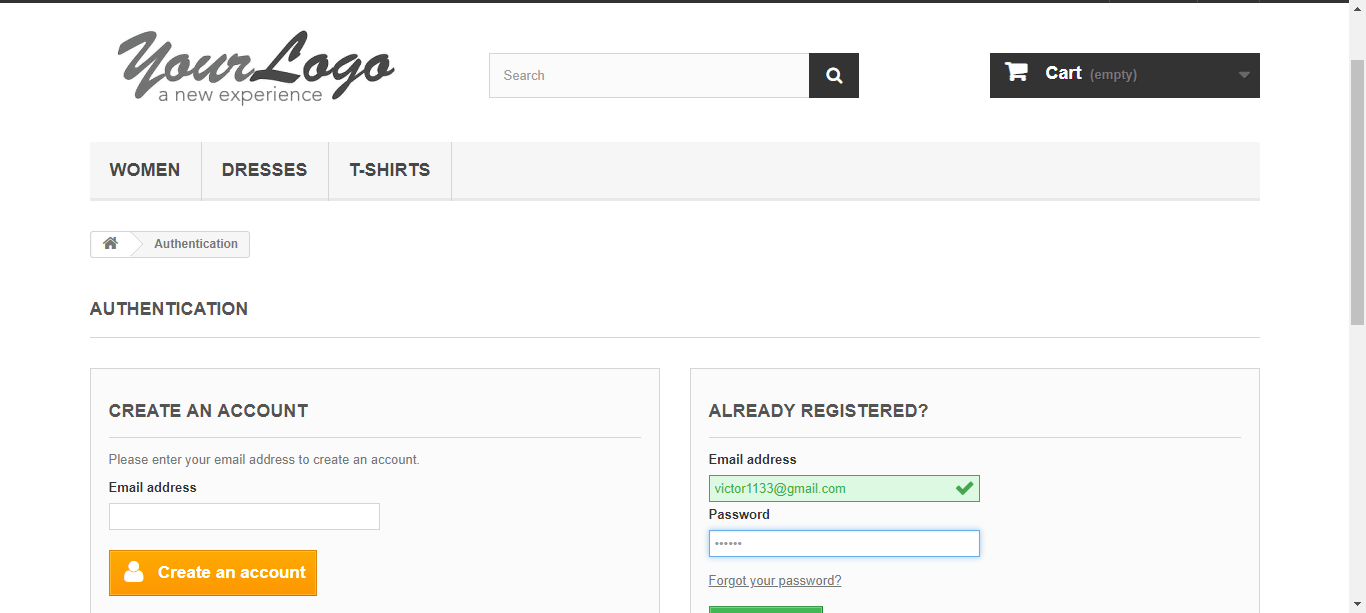 YourLogo
a new experience
Search
Cart (empty)
WOMEN DRESSES T-SHIRTS
Authentication
AUTHENTICATION
CREATE AN ACCOUNT
Please enter your email address to create an account.
Email address
Create an account
ALREADY REGISTERED?
Email address
victor1133@gmail.com
Password
••••••
Forgot your password?